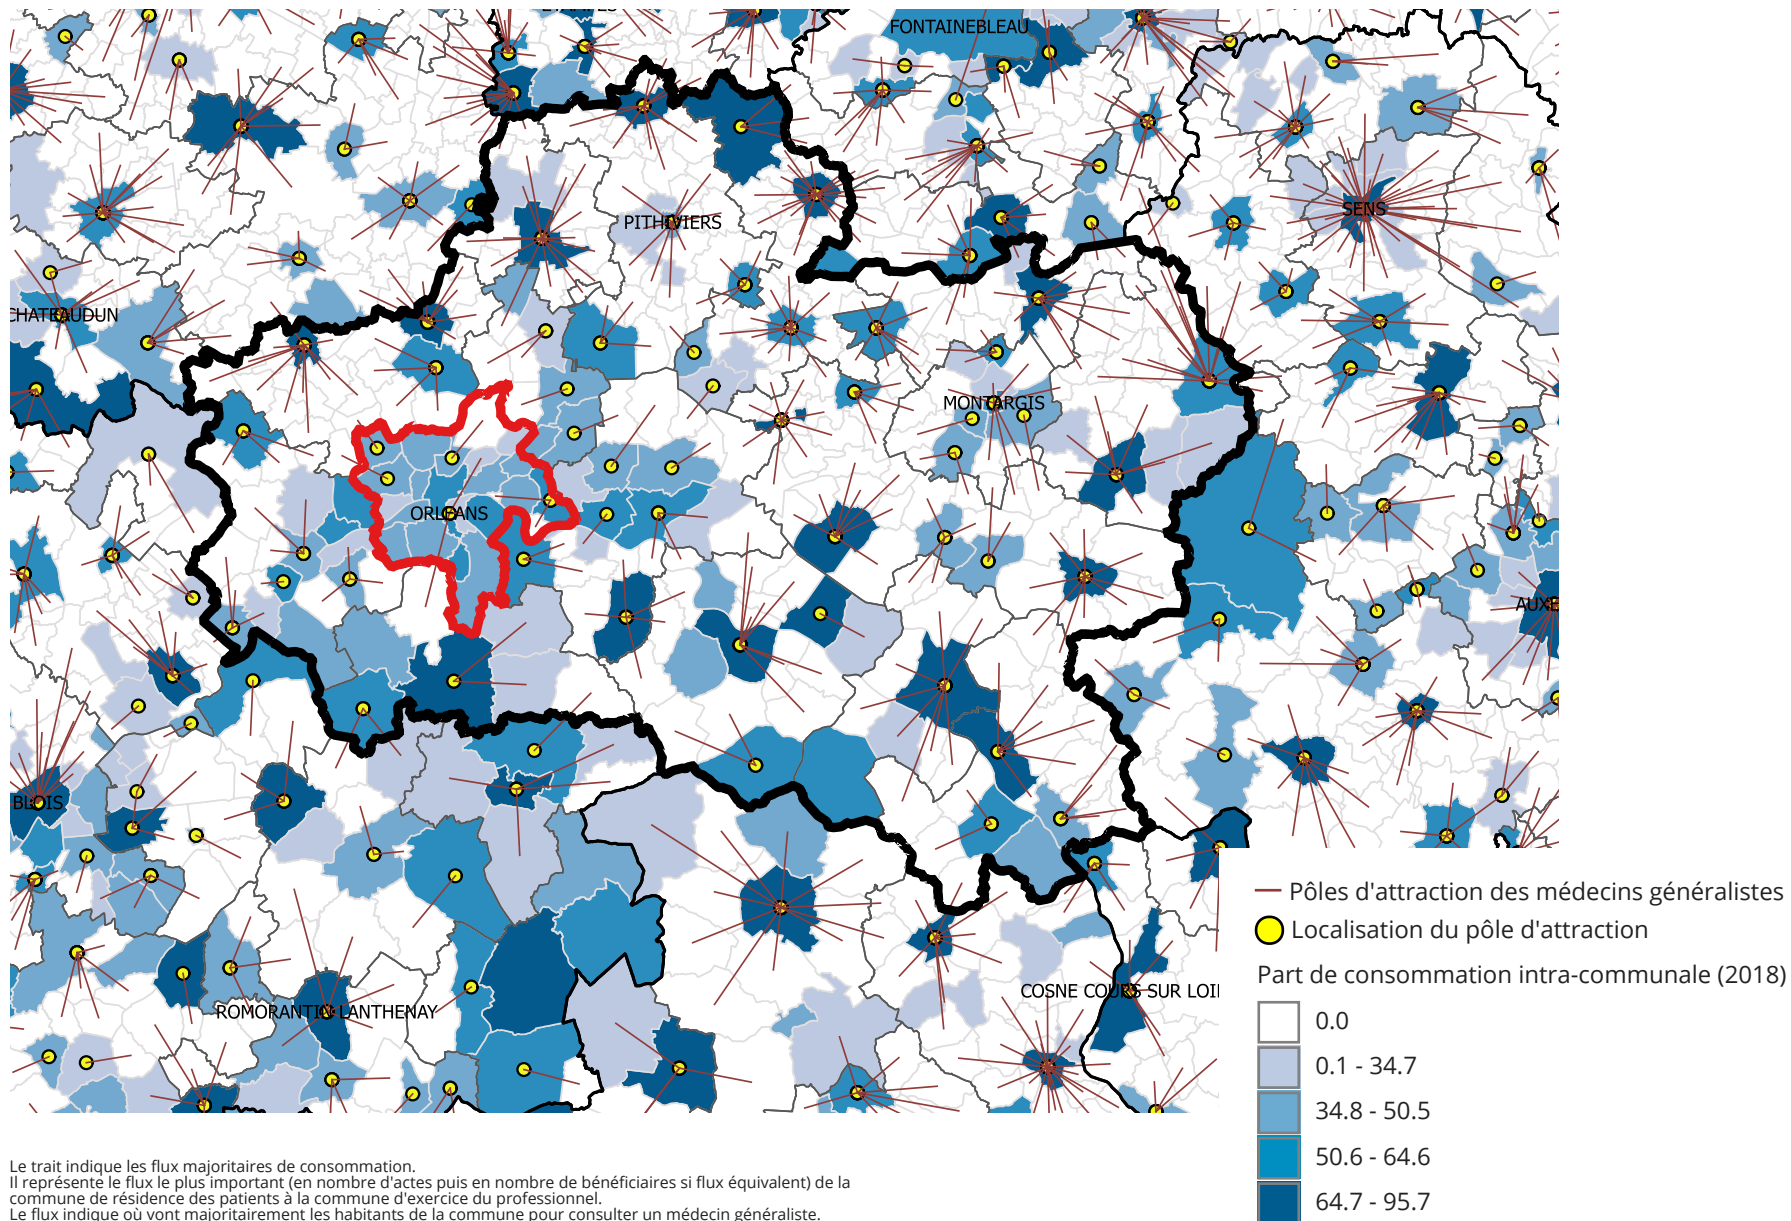 FONTAINEBLEAU
SENS
PITHIVIERS
CHATEAUDUN
MONTARGIS
ORLEANS
BLOIS
COSNE COURS SUR LOI
ROMORANTIN LANTHENAY
Pôles d'attraction des médecins généralistes
Localisation du pôle d'attraction
Part de consommation intra-communale (2018)
0.0
0.1 - 34.7
34.8 - 50.5
50.6 - 64.6
64.7 - 95.7
Le trait indique les flux majoritaires de consommation.
Il représente le flux le plus important (en nombre d'actes puis en nombre de bénéficiaires si flux équivalent) de la
commune de résidence des patients à la commune d'exercice du professionnel.
Le flux indique où vont majoritairement les habitants de la commune pour consulter un médecin généraliste.